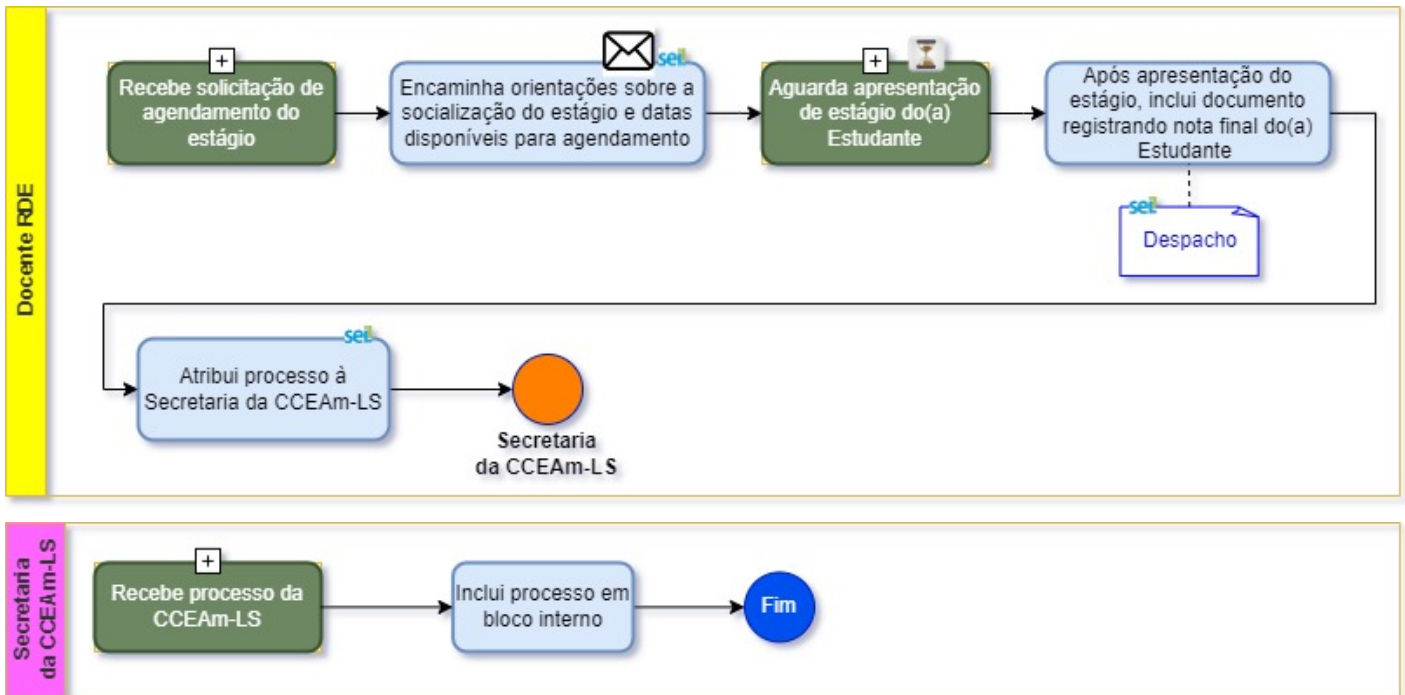 Docente RDE
Recebe solicitação de
agendamento do
estágio
sei!
Encaminha orientações sobre a
socialização do estágio e datas
disponíveis para agendamento
Aguarda apresentação
de estágio do(a)
Estudante
Após apresentação do
estágio, inclui documento
registrando nota final do(a)
Estudante
sei!
Despacho
sei!
Atribui processo à
Secretaria da CCEAm-LS
Secretaria
da CCEAm-LS
Secretaria
da CCEAm-LS
Recebe processo da
CCEAm-LS
Inclui processo em
bloco interno
Fim